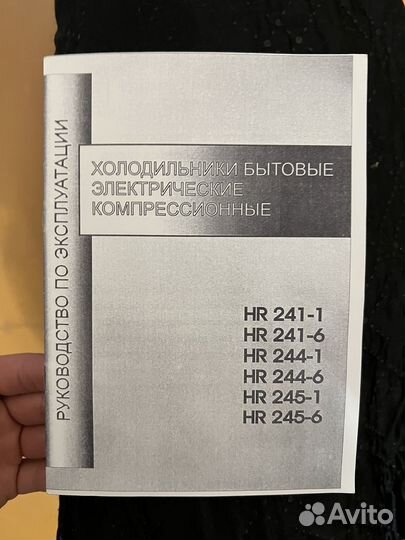 РУКОВОДСТВО ПО ЭКСПЛУАТАЦИИ
ХОЛОДИЛЬНИКИ БЫТОВЫЕ
ЭЛЕКТРИЧЕСКИЕ
КОМПРЕССИОННЫЕ
HR 241-1
HR 241-6
HR 244-1
HR 244-6
HR 245-1
HR 245-6
Avito